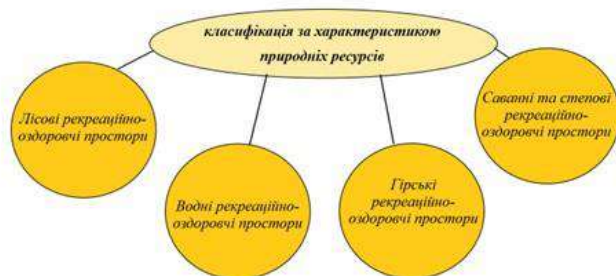 класифікація за характеристикою
природніх ресурсів
Лісові рекреаційно-
оздоровчі простори
Водні рекреаційно-
оздоровчі простори
Гірські
рекреаційно-
оздоровчі простори
Саванні та степові
рекреаційно-
оздоровчі простори